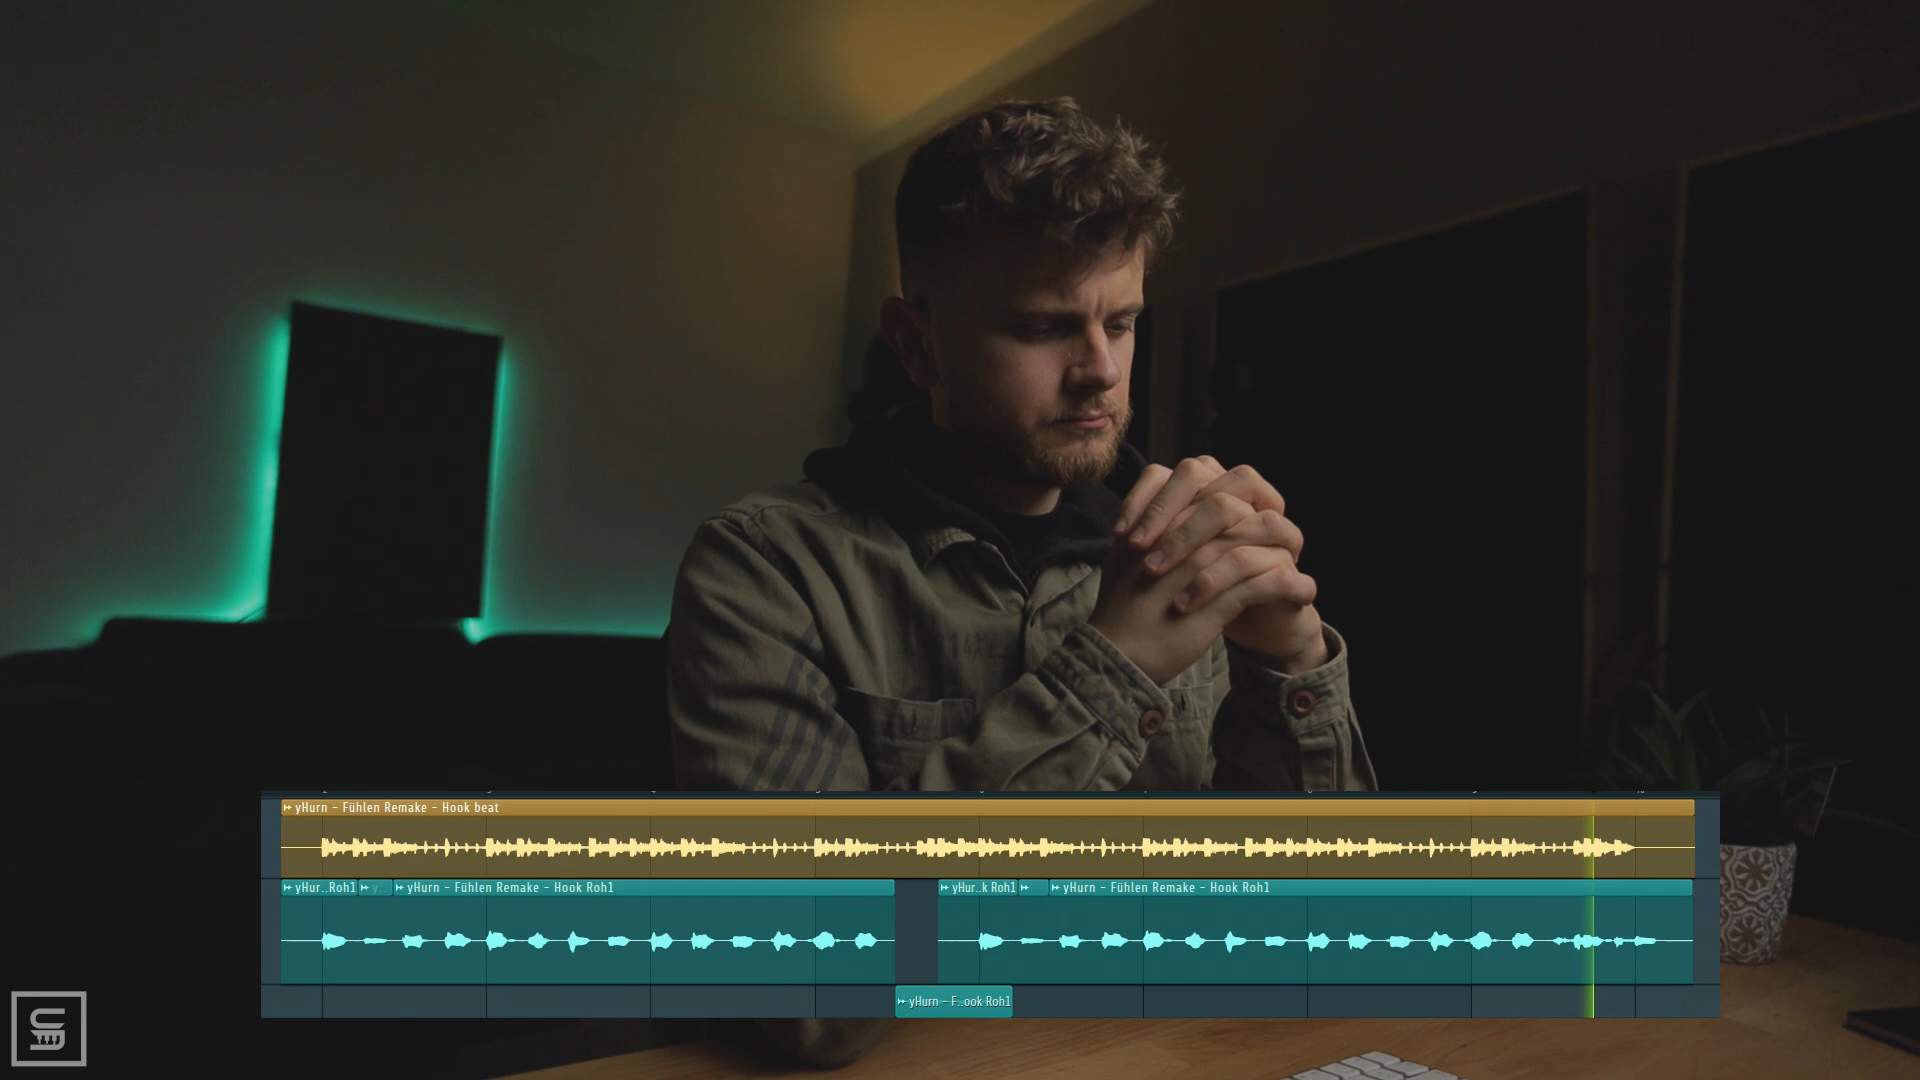 yHurn - Fühlen Remake - Hook beat
yHur..Roh1
y..
yHurn - Fühlen Remake - Hook Roh1
yHur..k Roh1
yHurn - Fühlen Remake - Hook Roh1
yHurn - F..ook Roh1